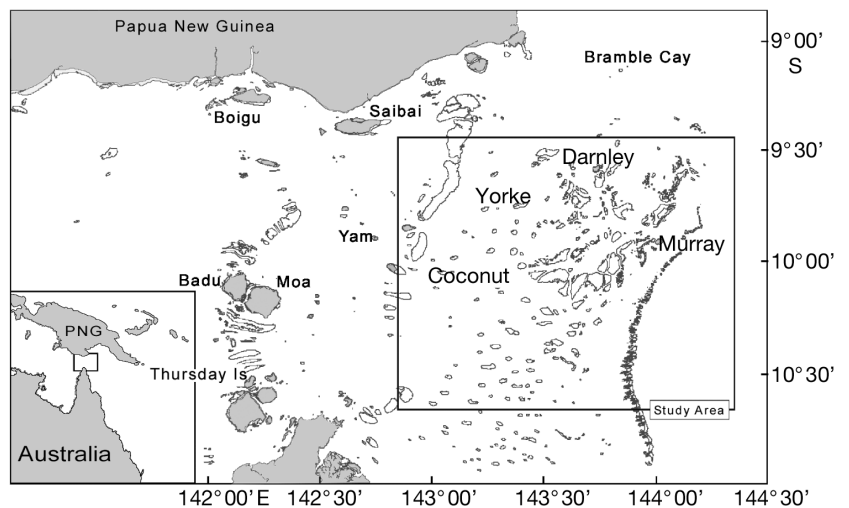 Papua New Guinea
9° 00'
S
Bramble Cay
Boigu
Saibai
9° 30'
Darnley
Yorke
Yam
Murray
10° 00'
Coconut
Badu
Moa
PNG
Thursday Is
10° 30'
Study Area
Australia
142° 00' E
142° 30'
143° 00'
143° 30'
144° 00'
144° 30'